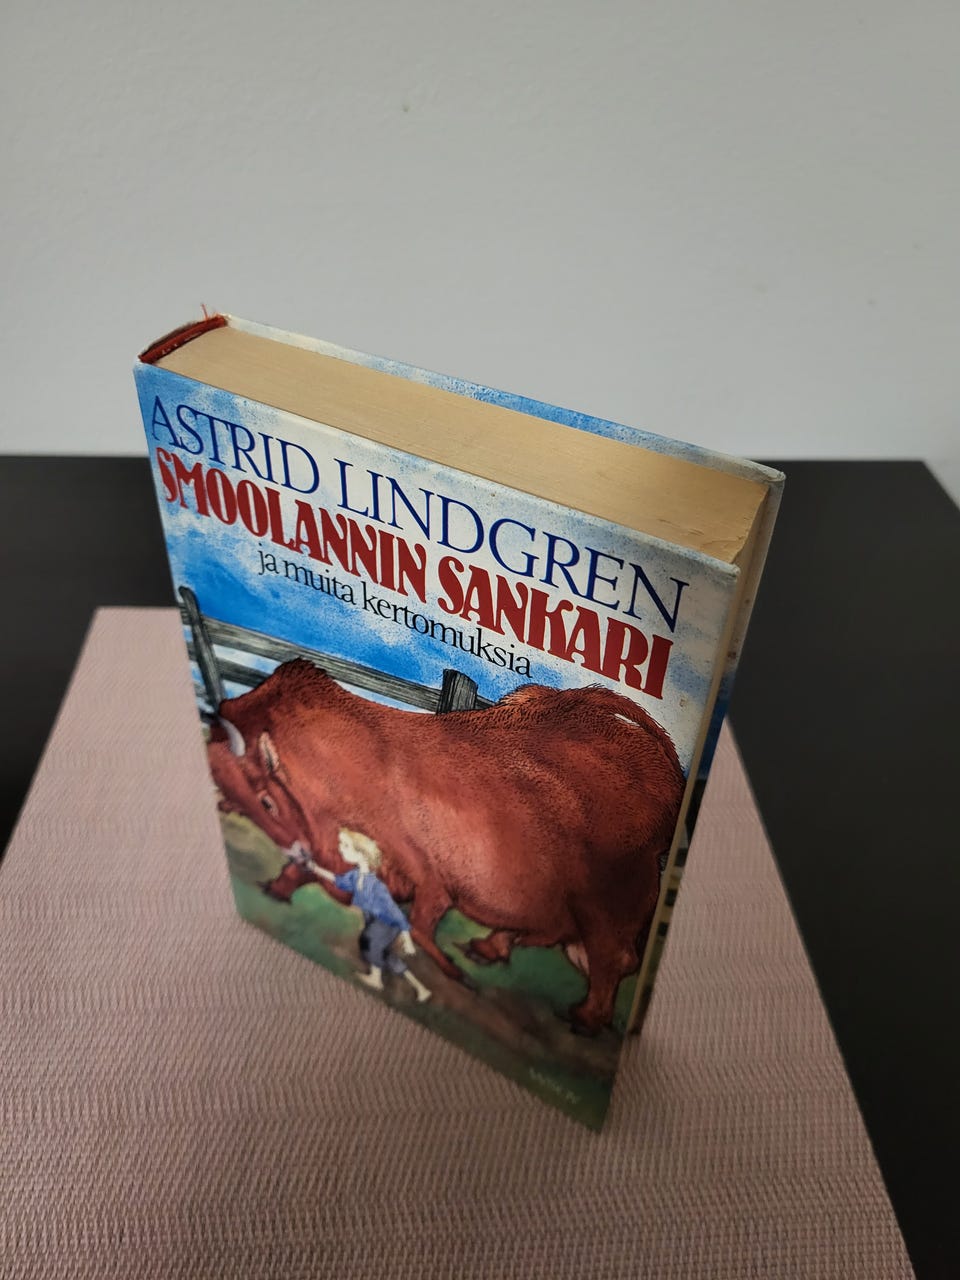 ASTRID LINDGREN
SMOOLANNIN SANKARI
ja muita kertomuksia